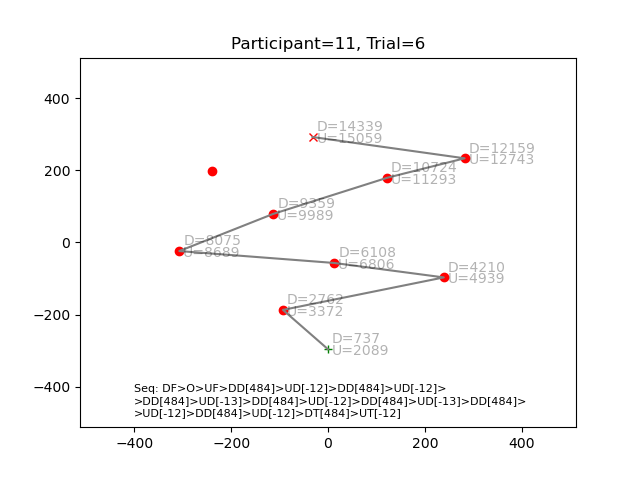 Participant=11, Trial=6
400
200
0
−200
−400
−400
−200
0
200
400
D=14339
U=15059
D=12159
U=12743
D=10724
U=11293
D=9359
U=9989
D=8075
U=8689
D=6108
U=6806
D=4210
U=4939
D=2762
U=3372
D=737
U=2089
Seq: DF>O>UF>DD[484]>UD[-12]>DD[484]>UD[-12]>
>DD[484]>UD[-13]>DD[484]>UD[-12]>DD[484]>UD[-13]>DD[484]>
>UD[-12]>DD[484]>UD[-12]>DT[484]>UT[-12]